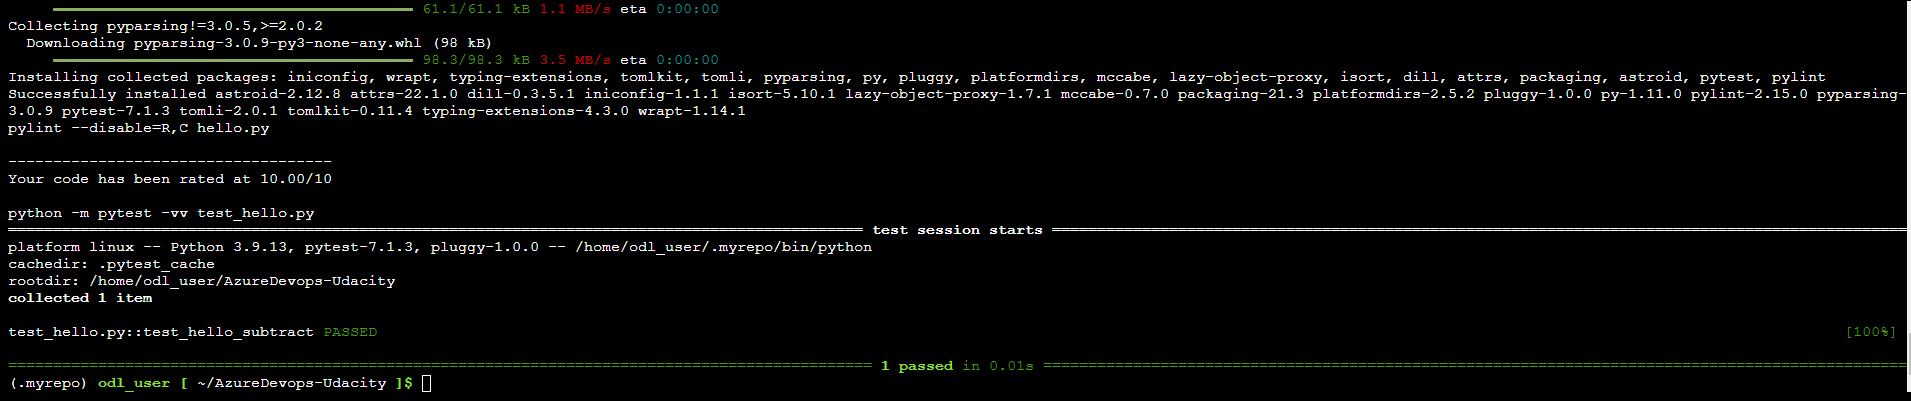 61.1/61.1 kB 1.1 MB/s eta 0:00:00
Collecting pyparsing!=3.0.5,>=2.0.2
Downloading pyparsing-3.0.9-py3-none-any.whl (98 kB)
98.3/98.3 kB 3.5 MB/s eta 0:00:00
Installing collected packages: iniconfig, wrapt, typing-extensions, tomlkit, tomli, pyparsing, py, pluggy, platformdirs, mccabe, lazy-object-proxy, isort, dill, attrs, packaging, astroid, pytest, pylint
Successfully installed astroid-2.12.8 attrs-22.1.0 dill-0.3.5.1 iniconfig-1.1.1 isort-5.10.1 lazy-object-proxy-1.7.1 mccabe-0.7.0 packaging-21.3 platformdirs-2.5.2 pluggy-1.0.0 py-1.11.0 pylint-2.15.0 pyparsing-
3.0.9 pytest-7.1.3 tomli-2.0.1 tomlkit-0.11.4 typing-extensions-4.3.0 wrapt-1.14.1
pylint --disable=R,C hello.py
------------------------------------
Your code has been rated at 10.00/10
python -m pytest -vv test_hello.py
test session starts
platform linux -- Python 3.9.13, pytest-7.1.3, pluggy-1.0.0 -- /home/odl_user/.myrepo/bin/python
cachedir: .pytest_cache
rootdir: /home/odl_user/AzureDevops-Udacity
collected 1 item
test_hello.py::test_hello_subtract PASSED [100%]
1 passed in 0.01s
(.myrepo) odl_user [ ~/AzureDevops-Udacity ]$